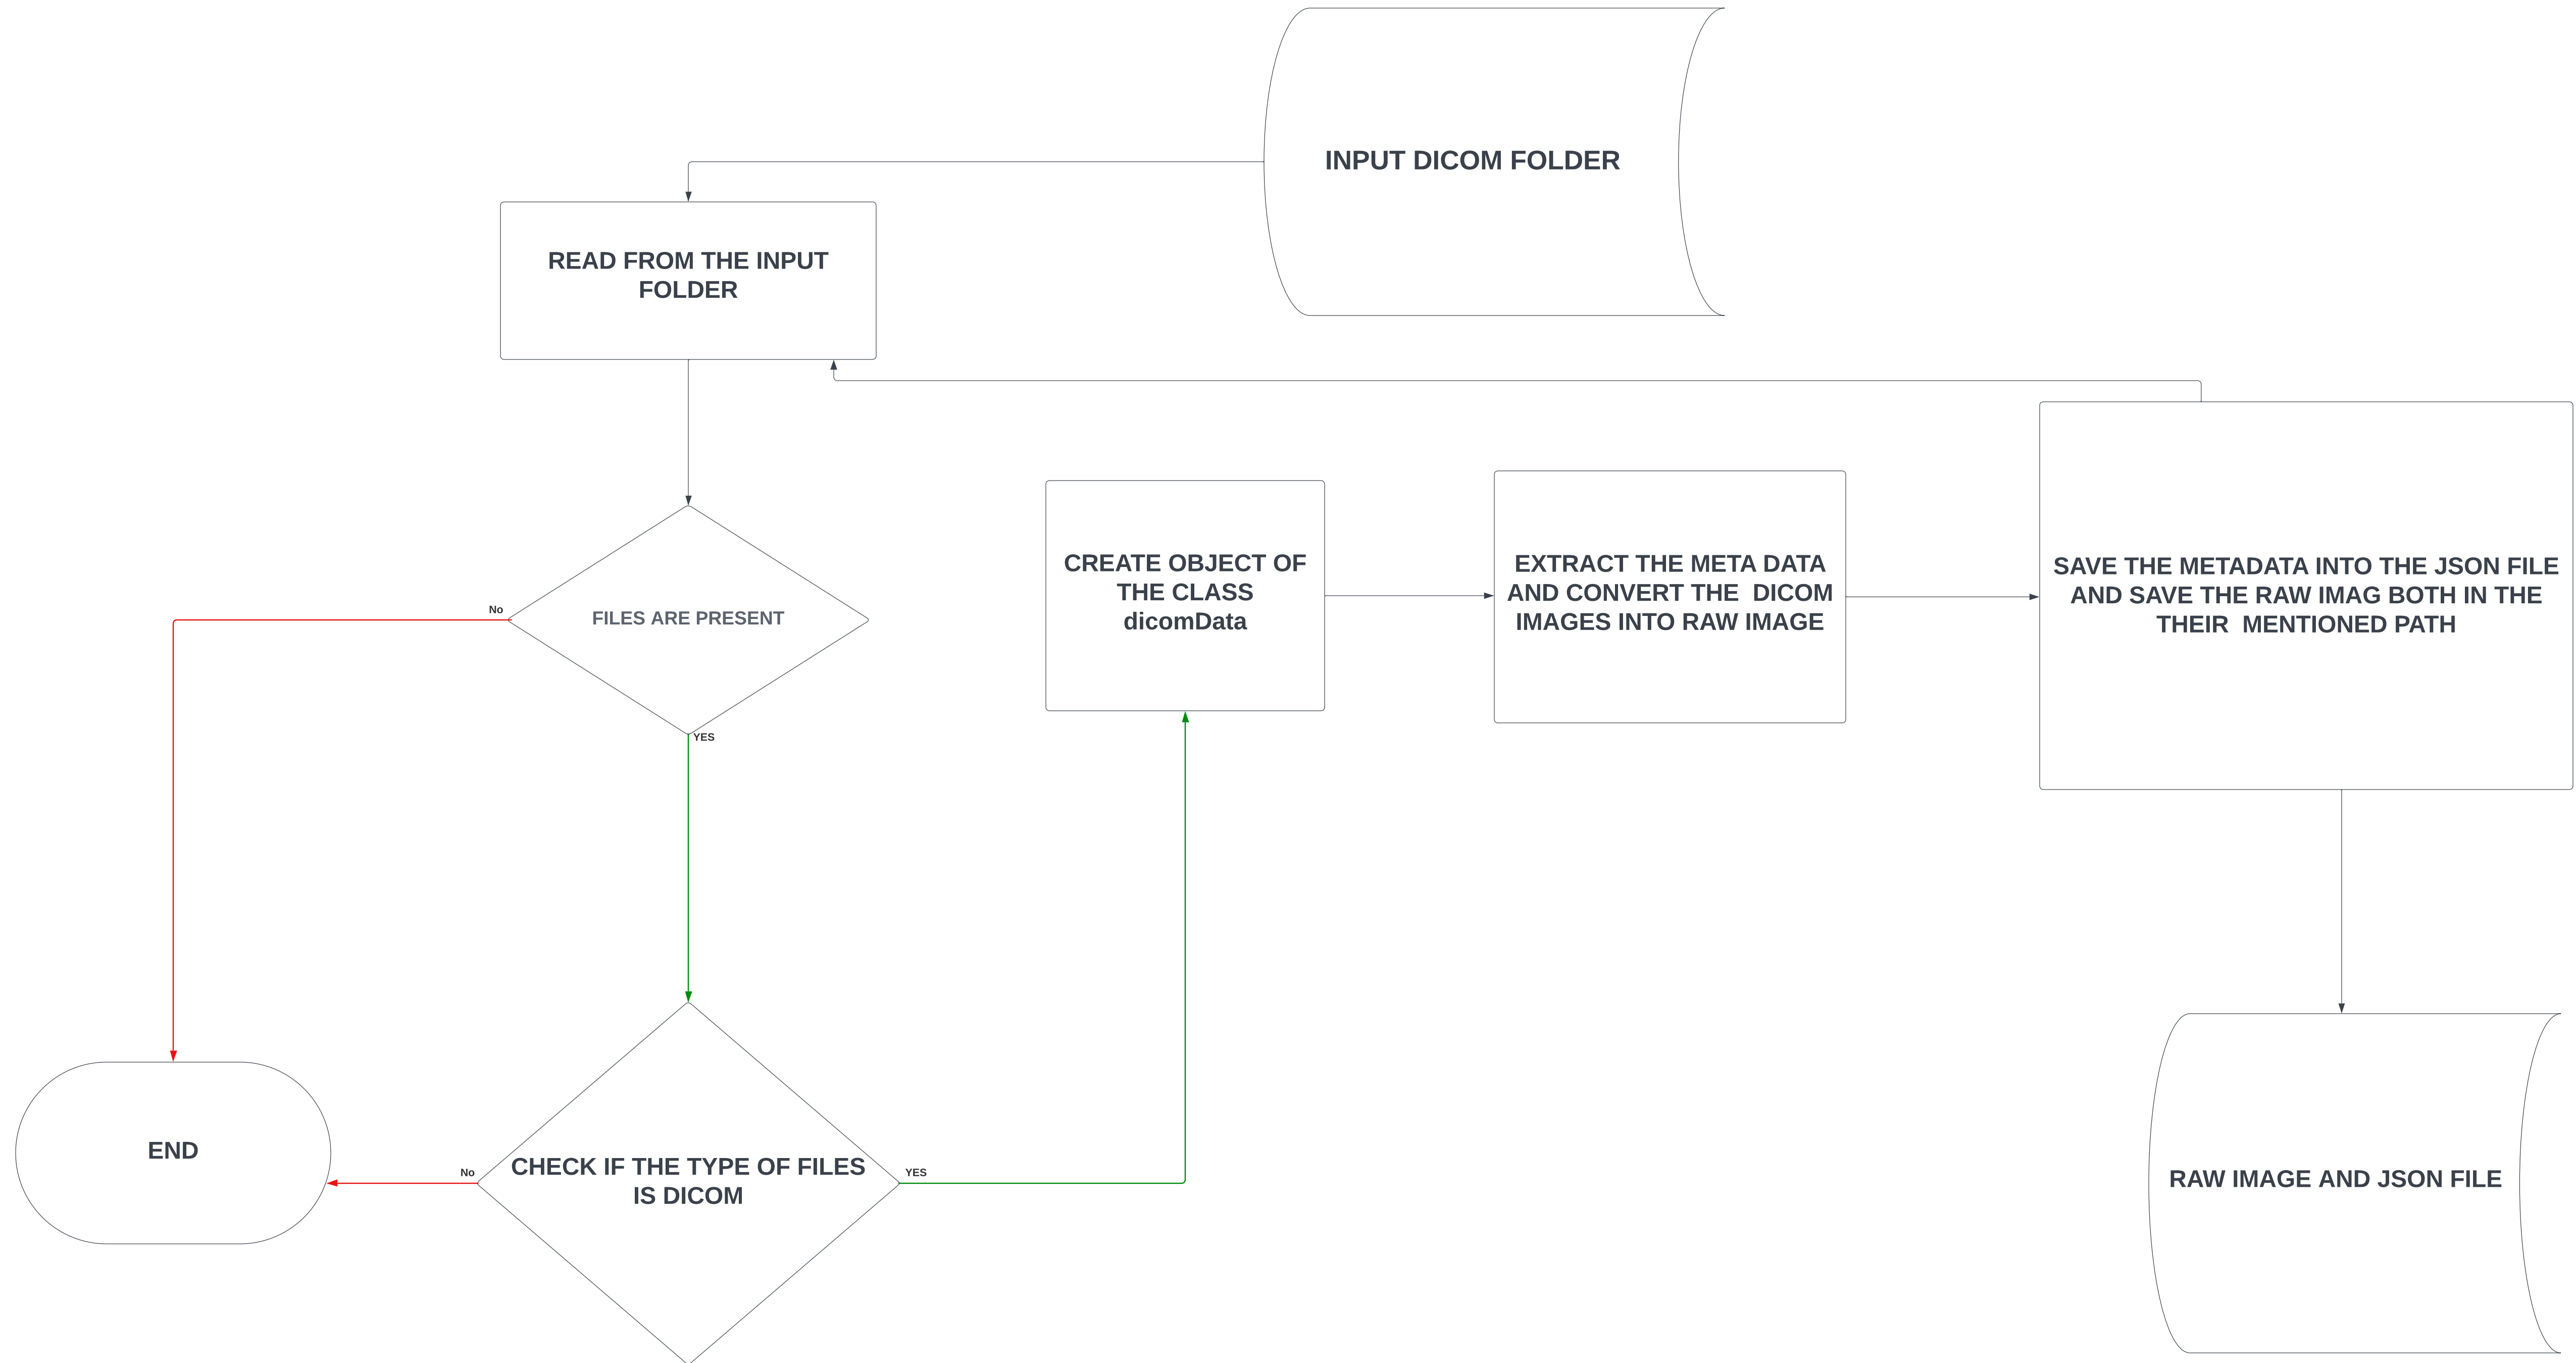 INPUT DICOM FOLDER
READ FROM THE INPUT
FOLDER
FILES ARE PRESENT
No
YES
CREATE OBJECT OF
THE CLASS
dicomData
EXTRACT THE META DATA
AND CONVERT THE  DICOM
IMAGES INTO RAW IMAGE
SAVE THE METADATA INTO THE JSON FILE
AND SAVE THE RAW IMAG BOTH IN THE
THEIR  MENTIONED PATH
END
No
CHECK IF THE TYPE OF FILES
IS DICOM
YES
RAW IMAGE AND JSON FILE